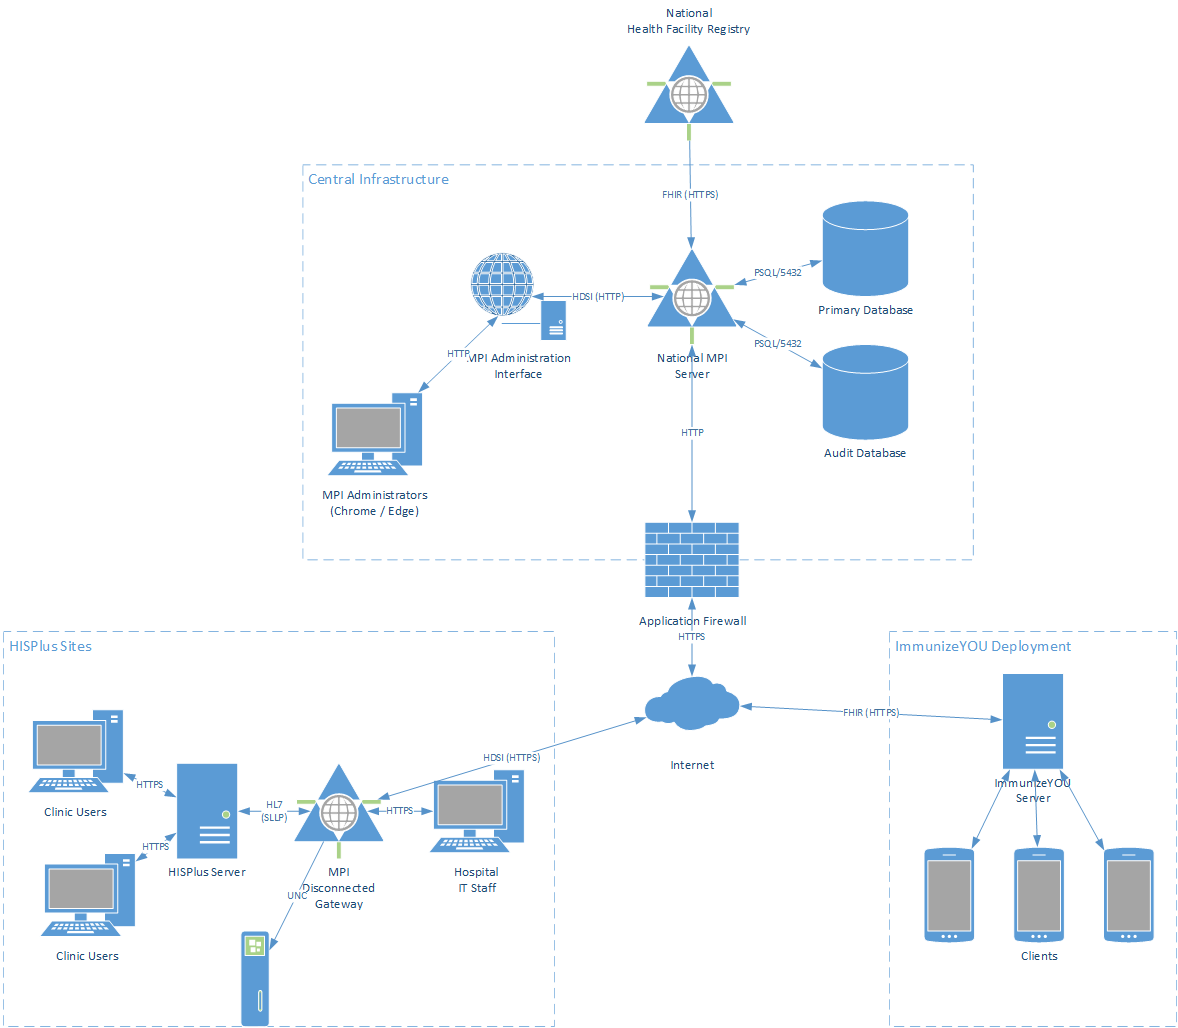 National
Health Facility Registry
Central Infrastructure
FHIR (HTTPS)
PSQL/5432
HDSI (HTTP)
Primary Database
PSQL/5432
HTTP
MPI Administration
Interface
National MPI
Server
HTTP
Audit Database
MPI Administrators
(Chrome / Edge)
Application Firewall
HTTPS
HISPlus Sites
ImmunizeYOU Deployment
FHIR (HTTPS)
HDSI (HTTPS)
Internet
HTTPS
ImmunizeYOU
Server
Clinic Users
HL7
(SLLP)
HTTPS
HTTPS
HISPlus Server
MPI
Disconnected
Gateway
Hospital
IT Staff
UNC
Clinic Users
Clients